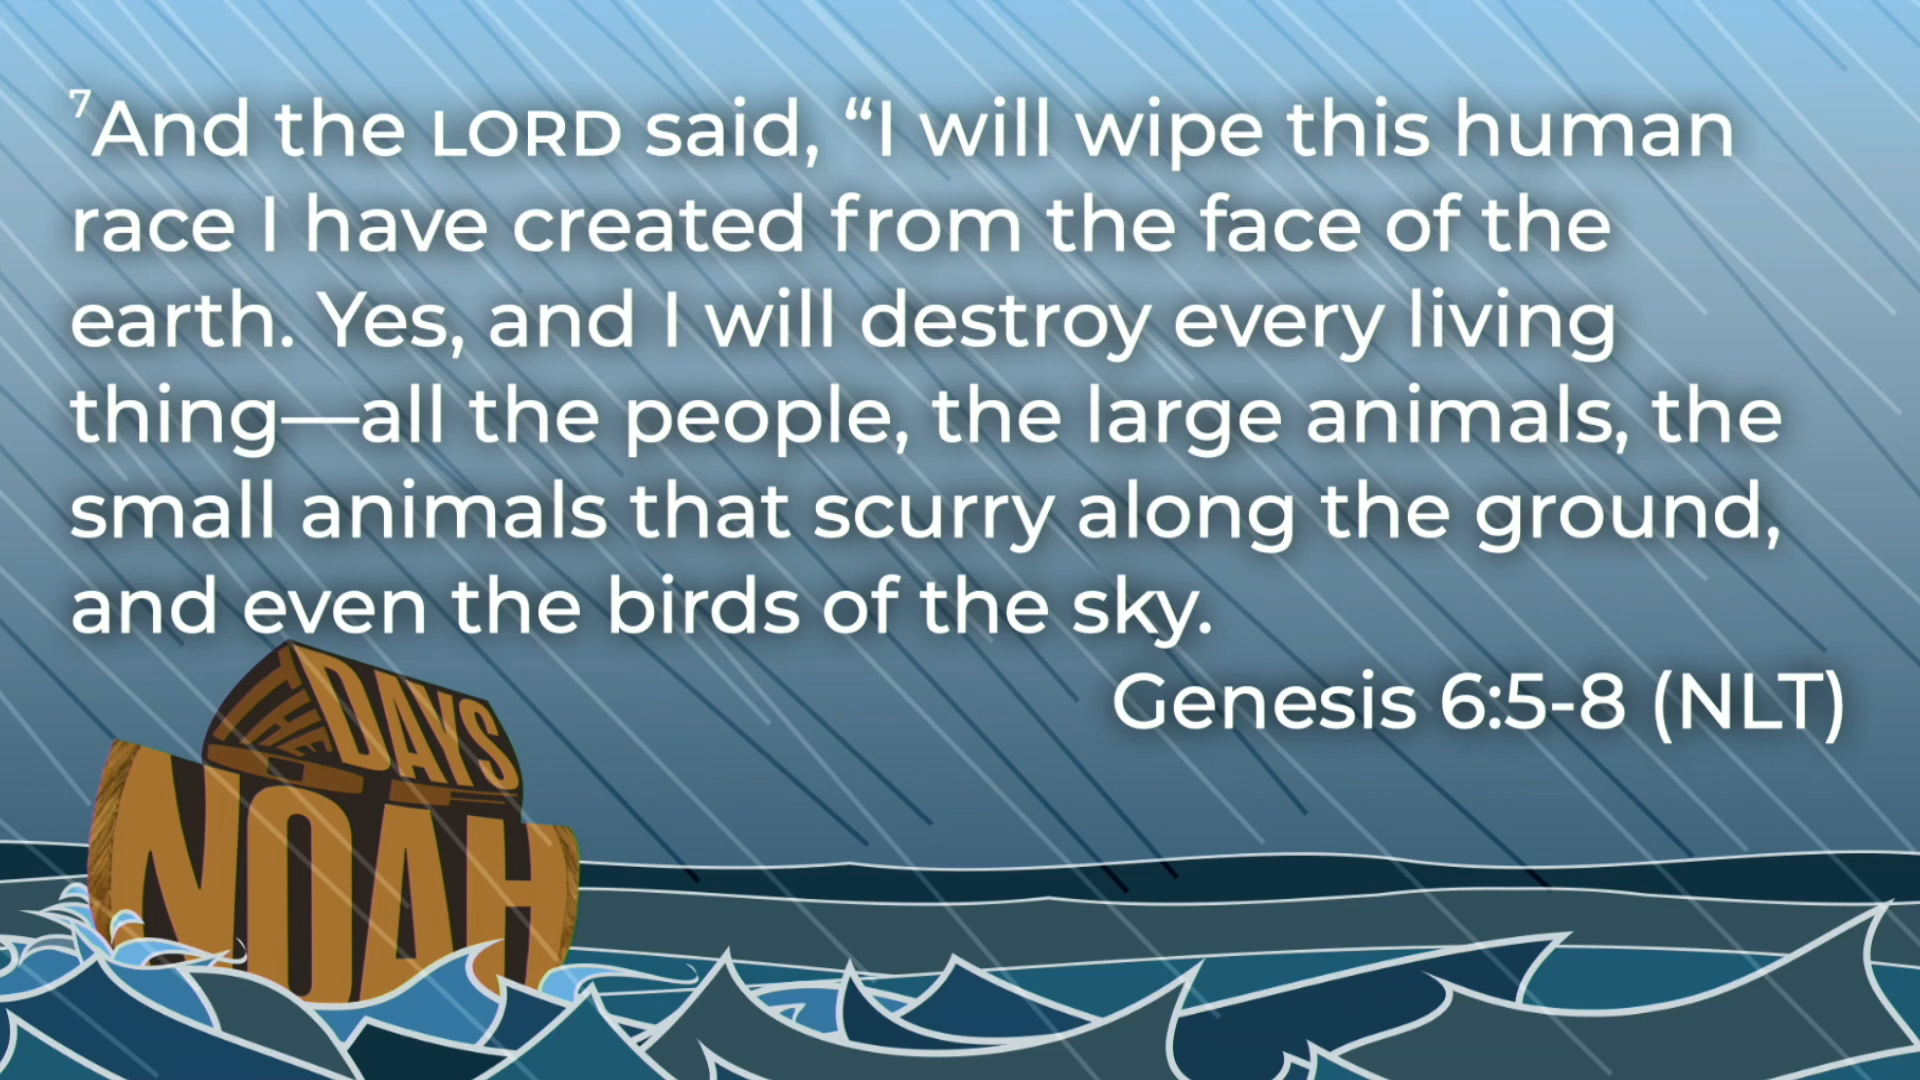 ⁷And the LORD said, “I will wipe this human
race I have created from the face of the
earth. Yes, and I will destroy every living
thing—all the people, the large animals, the
small animals that scurry along the ground,
and even the birds of the sky.
Genesis 6:5-8 (NLT)
THE DAYS
NOAH